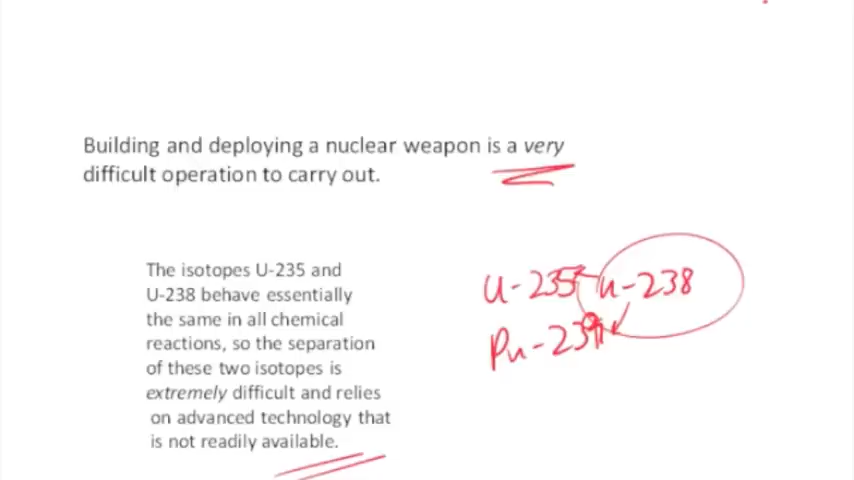 Building and deploying a nuclear weapon is a very
difficult operation to carry out.
The isotopes U-235 and
U-238 behave essentially
the same in all chemical
reactions, so the separation
of these two isotopes is
extremely difficult and relies
on advanced technology that
is not readily available.
U-235 U-238
Pu-239